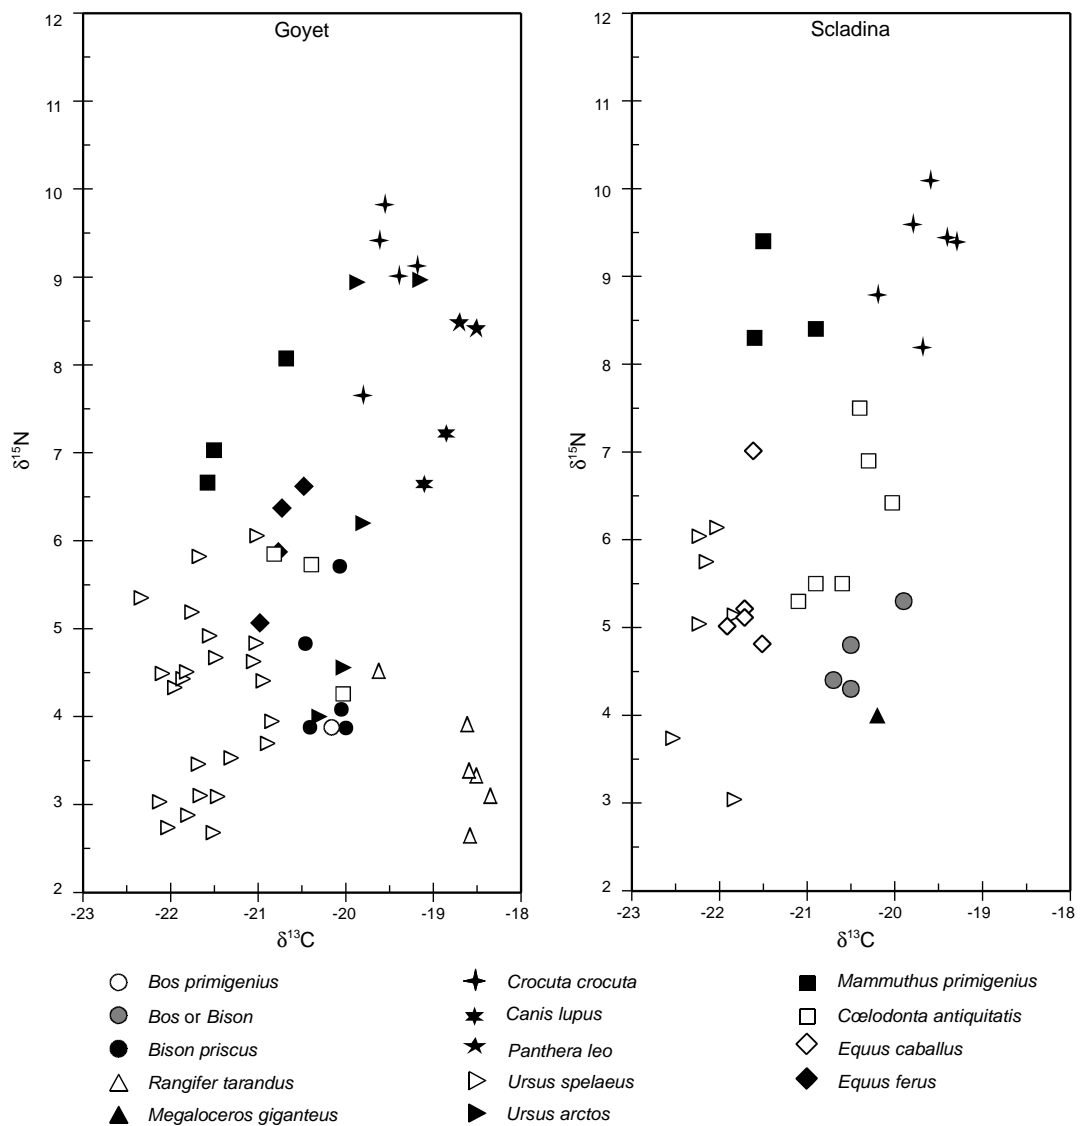 Goyet
12
11
10
9
8
7
6
5
4
3
2
δ¹⁵N
-23 -22 -21 -20 -19 -18
δ¹³C
Scladina
12
11
10
9
8
7
6
5
4
3
2
δ¹⁵N
-23 -22 -21 -20 -19 -18
δ¹³C
Bos primigenius
Bos or Bison
Bison priscus
Rangifer tarandus
Megaloceros giganteus
Crocuta crocuta
Canis lupus
Panthera leo
Ursus spelaeus
Ursus arctos
Mammuthus primigenius
Cœlodonta antiquitatis
Equus caballus
Equus ferus